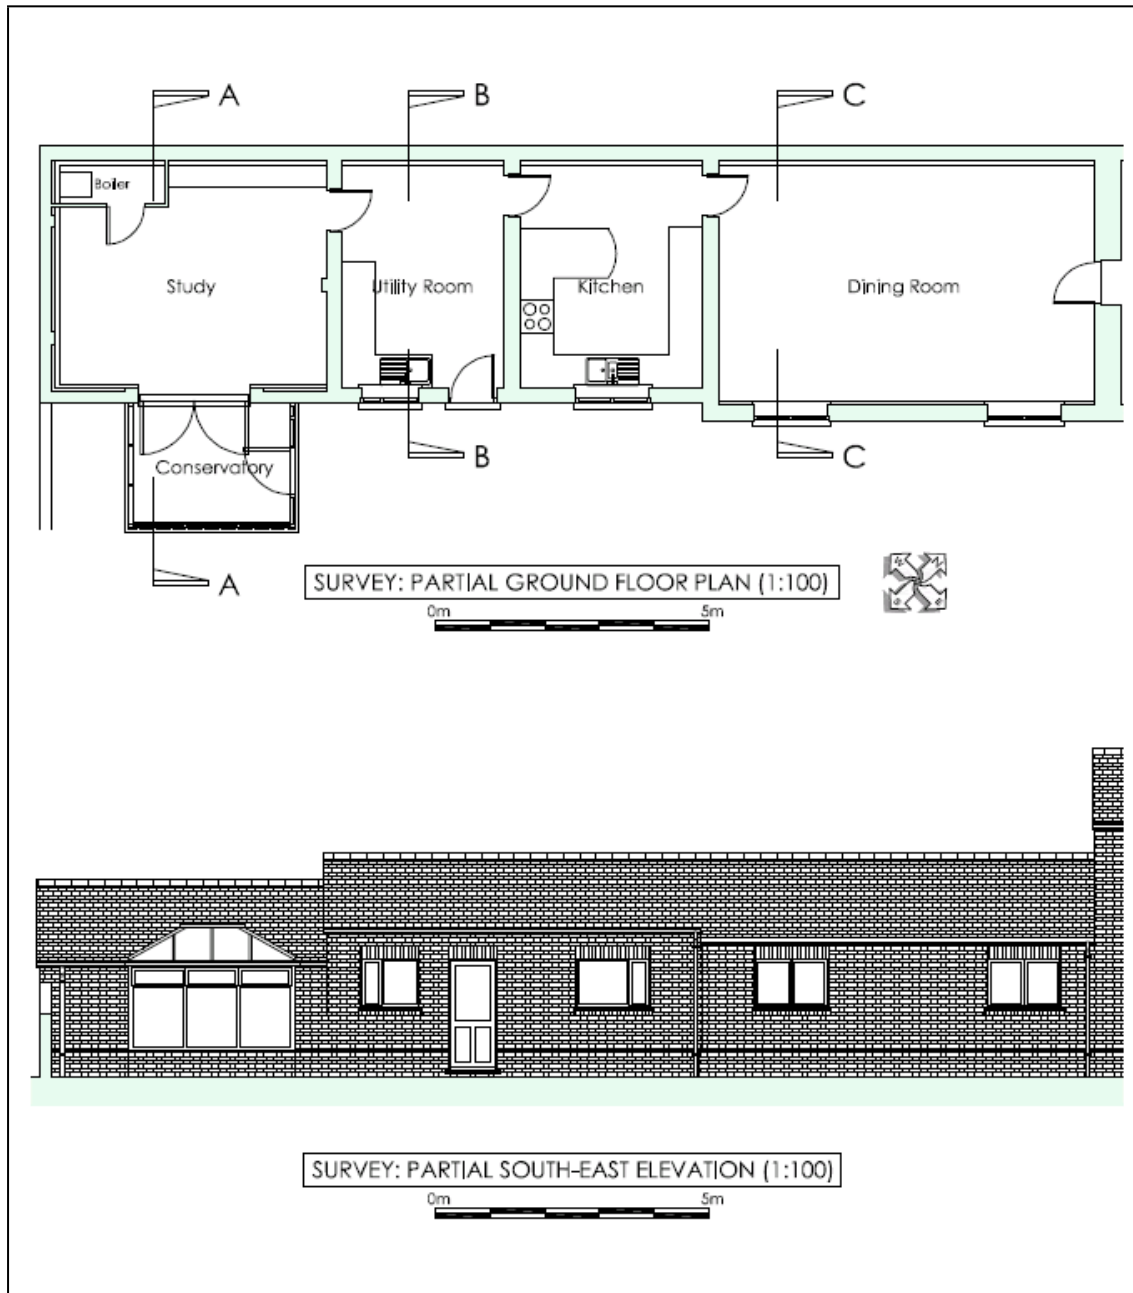 A B C
Boiler
Study Utility Room Kitchen Dining Room
B C
Conservatory
A
SURVEY: PARTIAL GROUND FLOOR PLAN (1:100)
0m 5m
SURVEY: PARTIAL SOUTH-EAST ELEVATION (1:100)
0m 5m